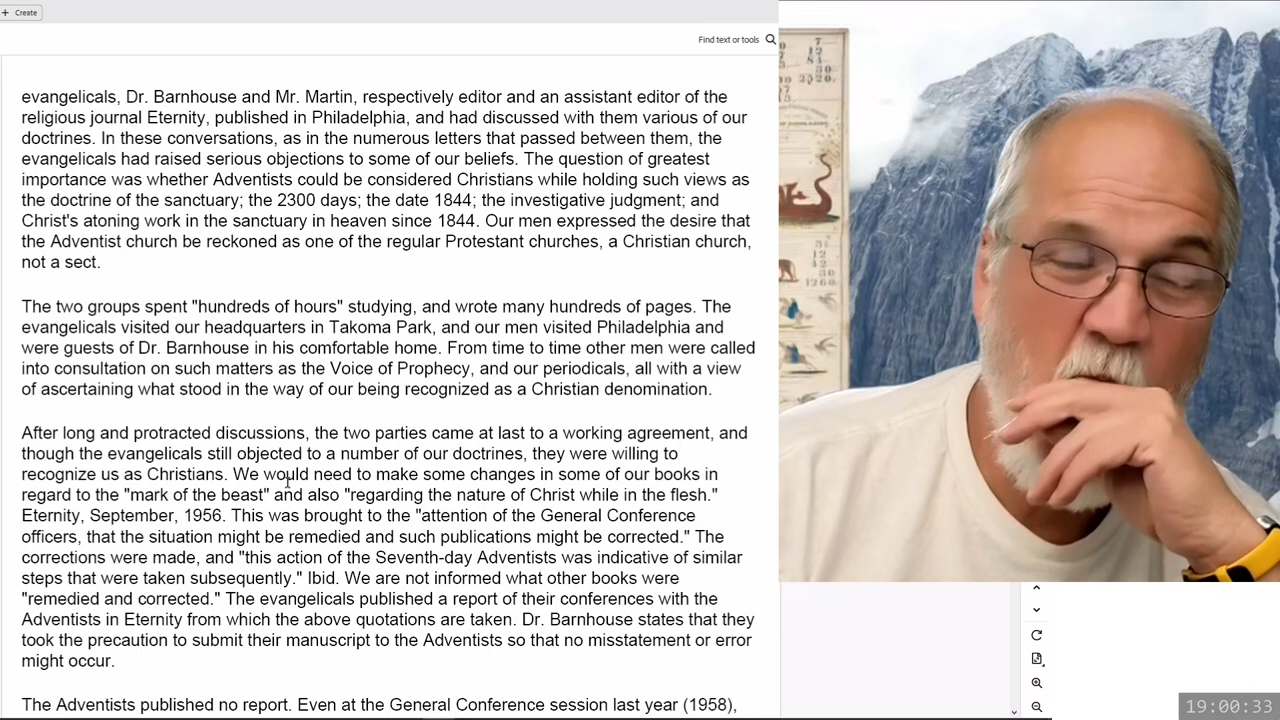 + Create
Find text or tools
evangelicals, Dr. Barnhouse and Mr. Martin, respectively editor and an assistant editor of the
religious journal Eternity, published in Philadelphia, and had discussed with them various of our
doctrines. In these conversations, as in the numerous letters that passed between them, the
evangelicals had raised serious objections to some of our beliefs. The question of greatest
importance was whether Adventists could be considered Christians while holding such views as
the doctrine of the sanctuary; the 2300 days; the date 1844; the investigative judgment; and
Christ's atoning work in the sanctuary in heaven since 1844. Our men expressed the desire that
the Adventist church be reckoned as one of the regular Protestant churches, a Christian church,
not a sect.
The two groups spent "hundreds of hours" studying, and wrote many hundreds of pages. The
evangelicals visited our headquarters in Takoma Park, and our men visited Philadelphia and
were guests of Dr. Barnhouse in his comfortable home. From time to time other men were called
into consultation on such matters as the Voice of Prophecy, and our periodicals, all with a view
of ascertaining what stood in the way of our being recognized as a Christian denomination.
After long and protracted discussions, the two parties came at last to a working agreement, and
though the evangelicals still objected to a number of our doctrines, they were willing to
recognize us as Christians. We would need to make some changes in some of our books in
regard to the "mark of the beast" and also "regarding the nature of Christ while in the flesh."
Eternity, September, 1956. This was brought to the "attention of the General Conference
officers, that the situation might be remedied and such publications might be corrected." The
corrections were made, and "this action of the Seventh-day Adventists was indicative of similar
steps that were taken subsequently." Ibid. We are not informed what other books were
"remedied and corrected." The evangelicals published a report of their conferences with the
Adventists in Eternity from which the above quotations are taken. Dr. Barnhouse states that they
took the precaution to submit their manuscript to the Adventists so that no misstatement or error
might occur.
The Adventists published no report. Even at the General Conference session last year (1958),
7
12
30
31
12
42
30
1260
19:00:33